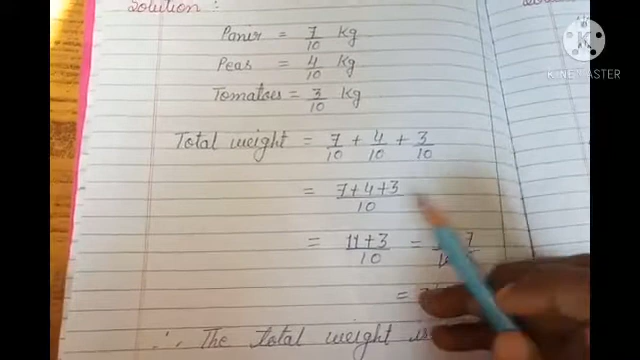 Solution:
Panir = 7/10 Kg
Peas = 4/10 Kg
Tomatoes = 3/10 Kg
Total weight = 7/10 + 4/10 + 3/10
= 7+4+3/10
= 11+3/10 =
=
∴ The total weight is
K
KINEMASTER